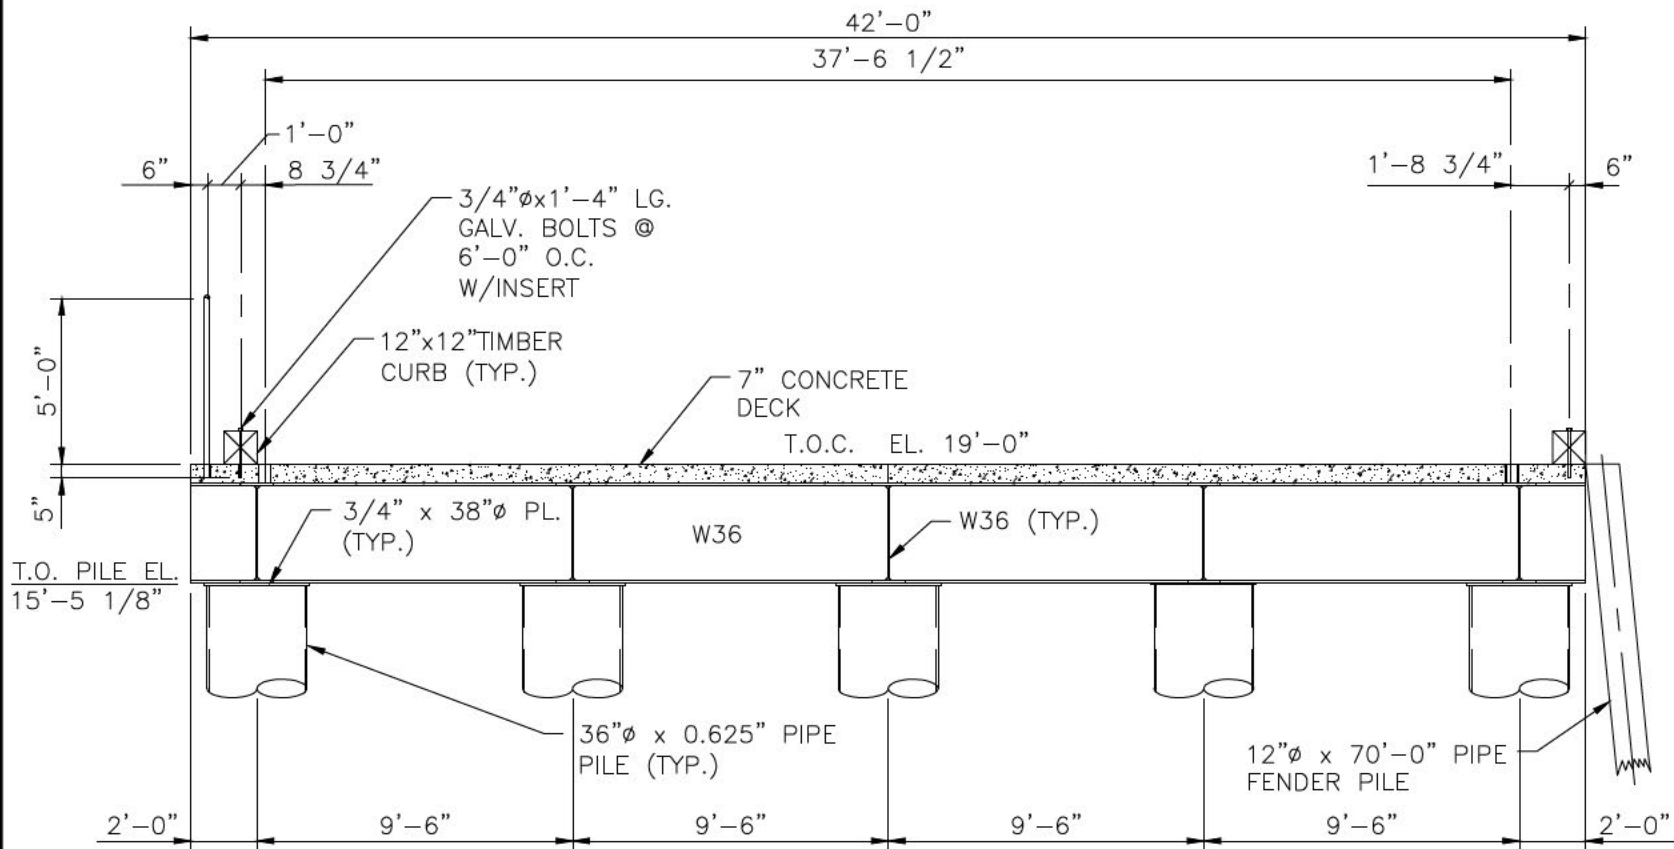 42'-0"
37'-6 1/2"
1'-0"
6"
8 3/4"
1'-8 3/4"
6"
3/4"øx1'-4" LG.
GALV. BOLTS @
6'-0" O.C.
W/INSERT
12"x12"TIMBER
CURB (TYP.)
5'-0"
7" CONCRETE
DECK
T.O.C. EL. 19'-0"
5"
3/4" x 38"ø PL.
(TYP.)
W36
W36 (TYP.)
T.O. PILE EL.
15'-5 1/8"
36"ø x 0.625" PIPE
PILE (TYP.)
12"ø x 70'-0" PIPE
FENDER PILE
2'-0"
9'-6"
9'-6"
9'-6"
9'-6"
2'-0"